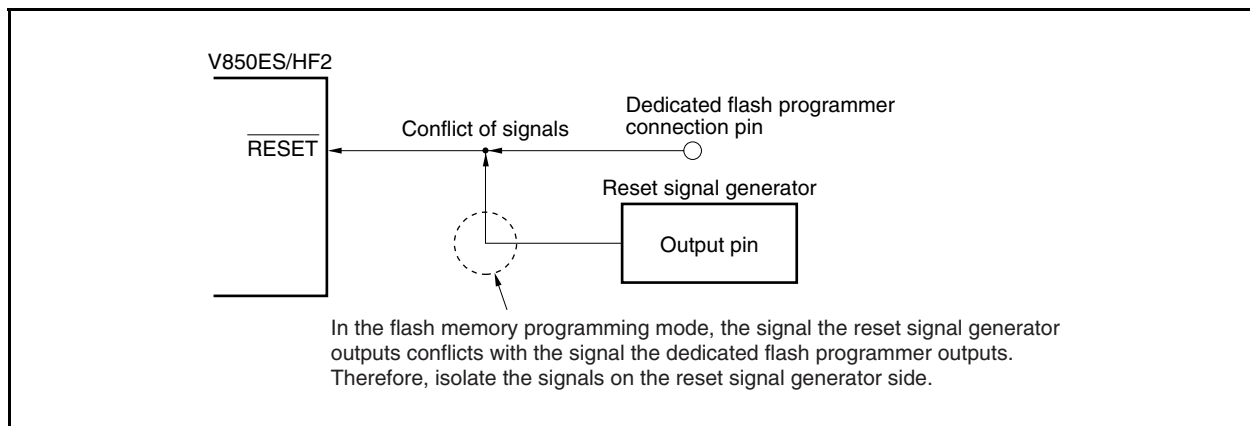 V850ES/HF2
Dedicated flash programmer
connection pin
Conflict of signals
RESET
Reset signal generator
Output pin
In the flash memory programming mode, the signal the reset signal generator
outputs conflicts with the signal the dedicated flash programmer outputs.
Therefore, isolate the signals on the reset signal generator side.